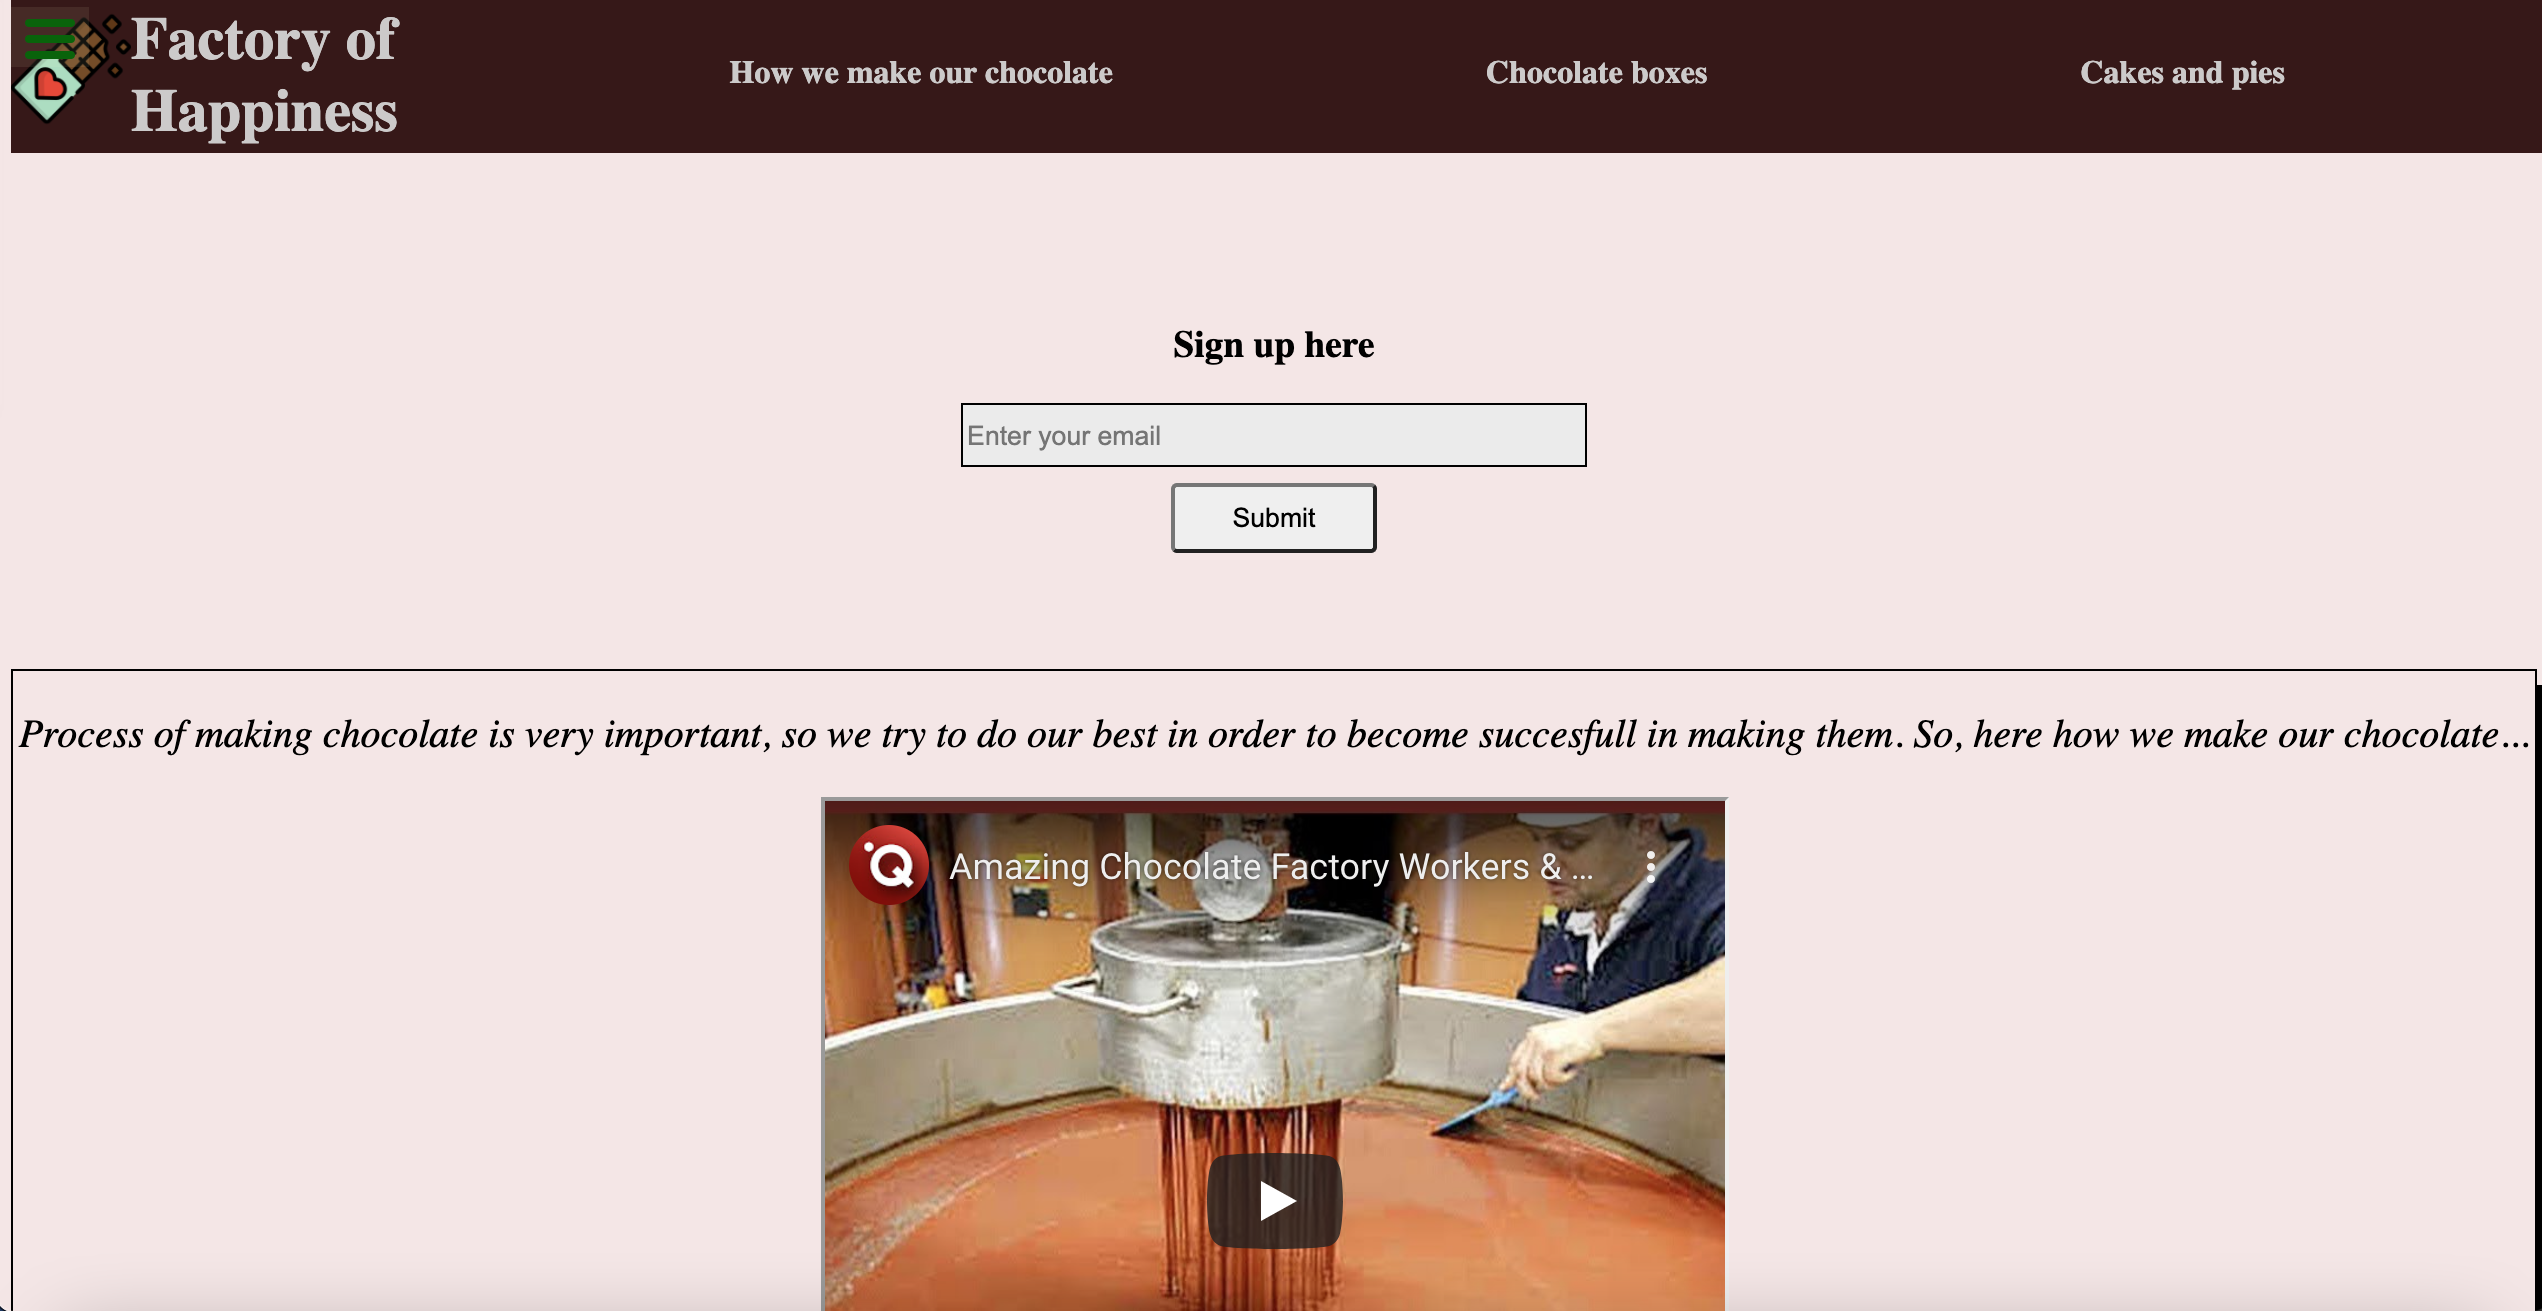 Factory of
Happiness
How we make our chocolate
Chocolate boxes
Cakes and pies
Sign up here
Enter your email
Submit
Process of making chocolate is very important, so we try to do our best in order to become succesfull in making them. So, here how we make our chocolate...
Q
Amazing Chocolate Factory Workers & ...